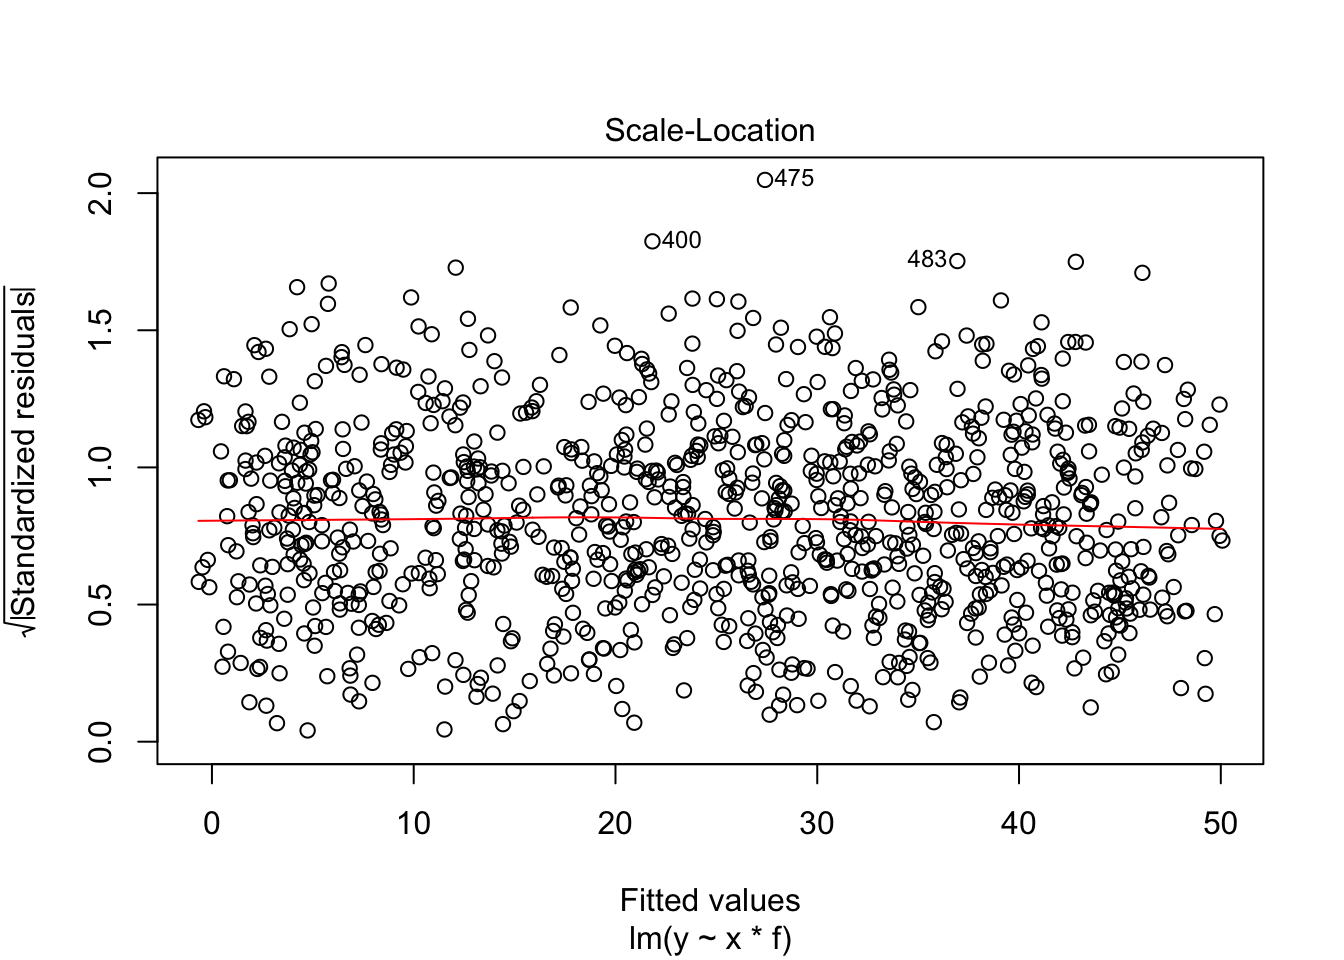 Scale-Location
√|Standardized residuals|
2.0
1.5
1.0
0.5
0.0
475
400
483
0 10 20 30 40 50
Fitted values
lm(y ~ x * f)